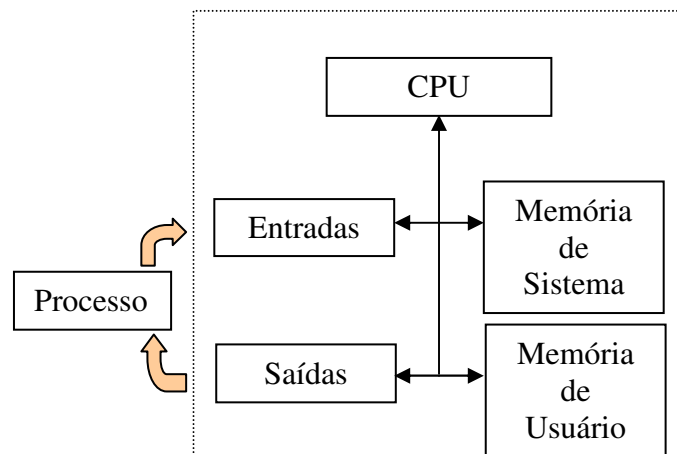 CPU
Entradas
Memória
de
Sistema
Processo
Saídas
Memória
de
Usuário